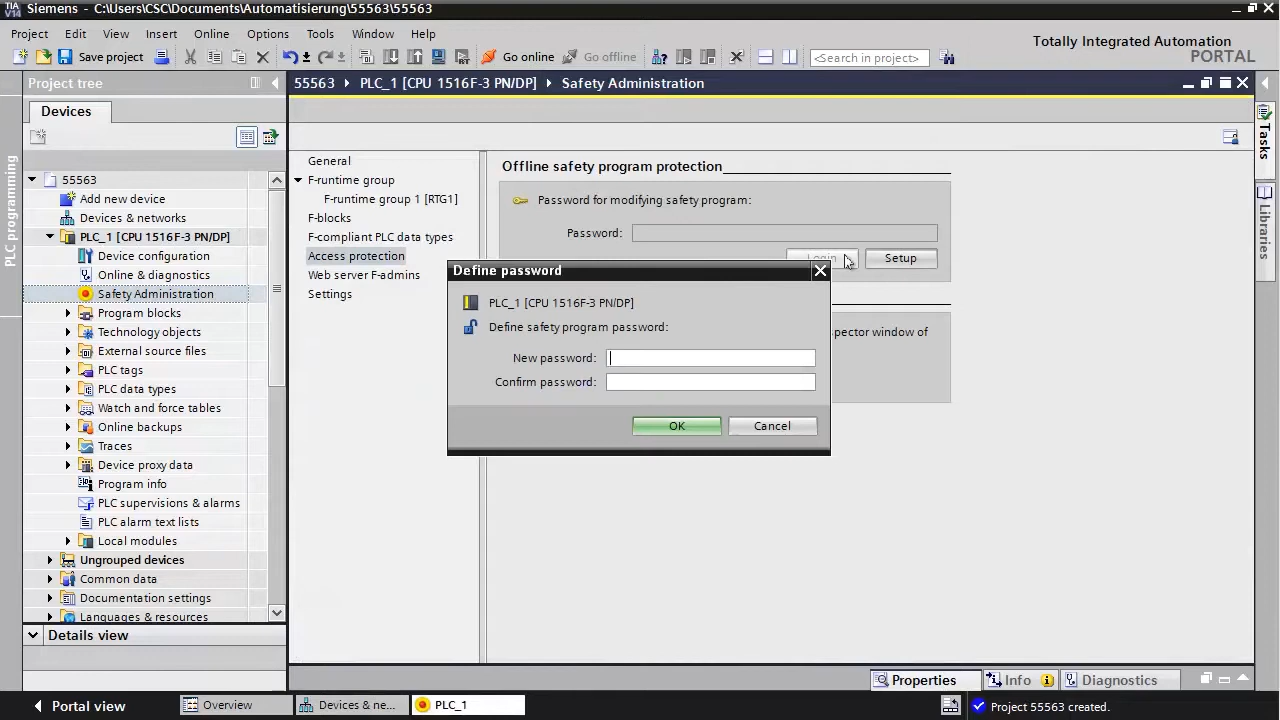 TIA
V14
Siemens - C:\Users\CSC\Documents\Automatisierung\55563\55563
Project Edit View Insert Online Options Tools Window Help
Totally Integrated Automation
PORTAL
Save project
Go online
Go offline
<Search in project>
Project tree
55563 PLC_1 [CPU 1516F-3 PN/DP] Safety Administration
Devices
PLC programming
55563
Add new device
Devices & networks
PLC_1 [CPU 1516F-3 PN/DP]
Device configuration
Online & diagnostics
Safety Administration
Program blocks
Technology objects
External source files
PLC tags
PLC data types
Watch and force tables
Online backups
Traces
Device proxy data
Program info
PLC supervisions & alarms
PLC alarm text lists
Local modules
Ungrouped devices
Common data
Documentation settings
Languages & resources
Details view
General
F-runtime group
F-runtime group 1 [RTG1]
F-blocks
F-compliant PLC data types
Access protection
Web server F-admins
Settings
Offline safety program protection
Password for modifying safety program:
Password:
Login
Setup
spector window of
Define password
PLC_1 [CPU 1516F-3 PN/DP]
Define safety program password:
New password:
Confirm password:
OK
Cancel
Tasks
Libraries
Properties
Info
Diagnostics
Portal view
Overview
Devices & ne...
PLC_1
Project 55563 created.